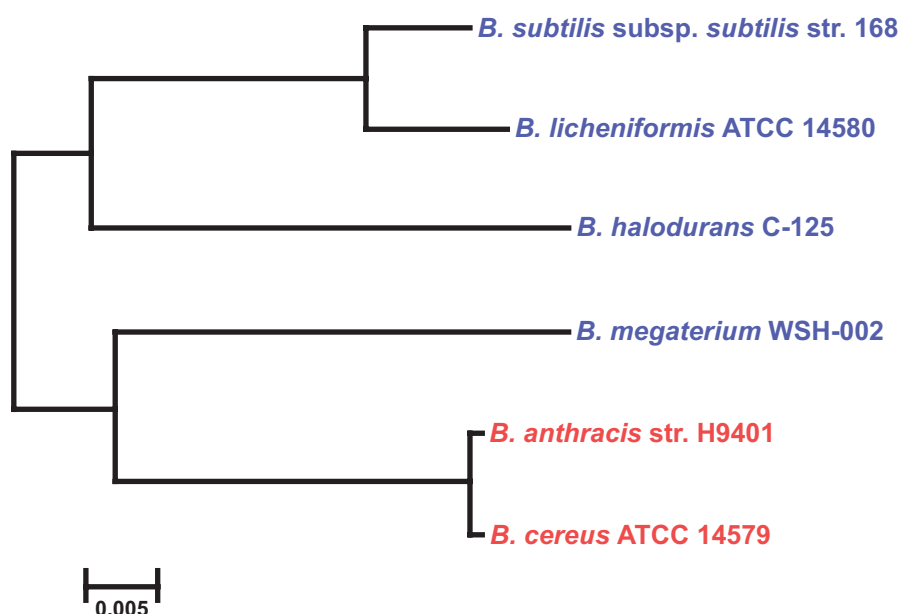 B. subtilis subsp. subtilis str. 168
B. licheniformis ATCC 14580
B. halodurans C-125
B. megaterium WSH-002
B. anthracis str. H9401
B. cereus ATCC 14579
0.005